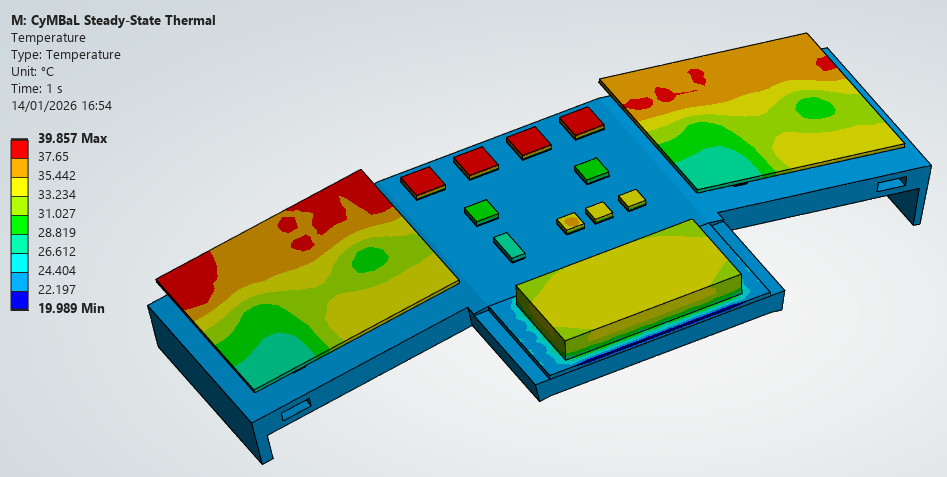 M: CyMBaL Steady-State Thermal
Temperature
Type: Temperature
Unit: °C
Time: 1 s
14/01/2026 16:54
39.857 Max
37.65
35.442
33.234
31.027
28.819
26.612
24.404
22.197
19.989 Min